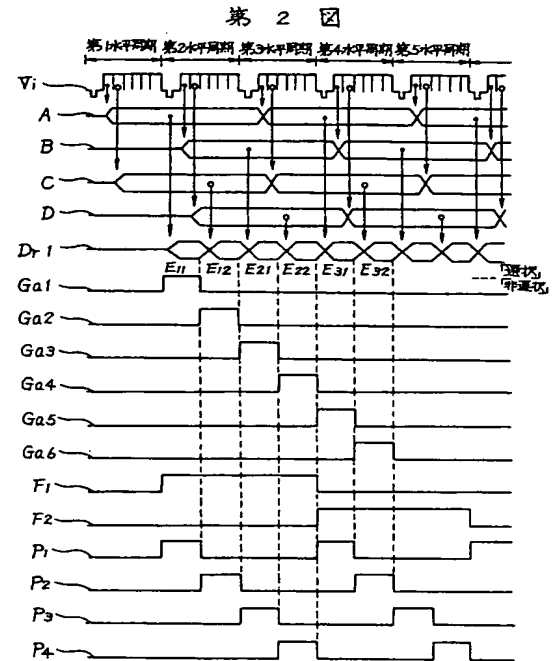 第 2 図
第1水平周期 第2水平周期 第3水平周期 第4水平周期 第5水平周期
Vi
A
B
C
D
Dr1
E11 E12 E21 E22 E31 E32
「選択」
「非選択」
Ga1
Ga2
Ga3
Ga4
Ga5
Ga6
F1
F2
P1
P2
P3
P4